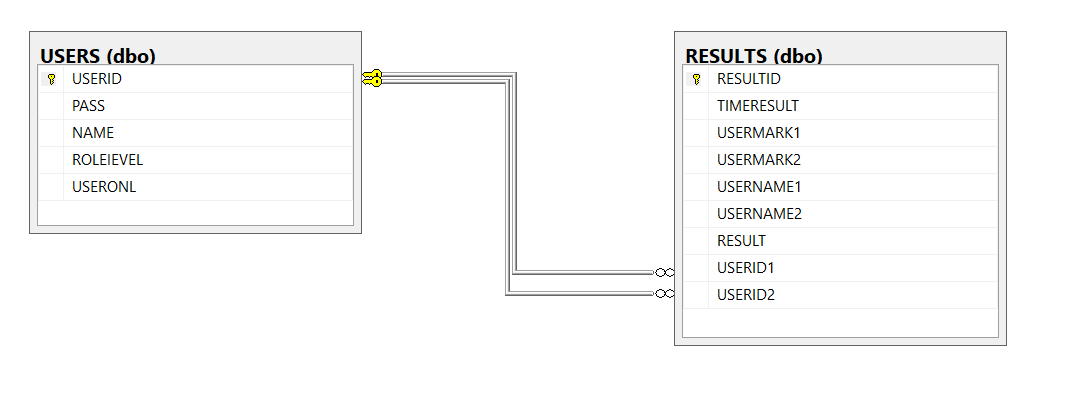 USERS (dbo)
USERID
PASS
NAME
ROLEIEVEL
USERONL
RESULTS (dbo)
RESULTID
TIMERESULT
USERMARK1
USERMARK2
USERNAME1
USERNAME2
RESULT
USERID1
USERID2